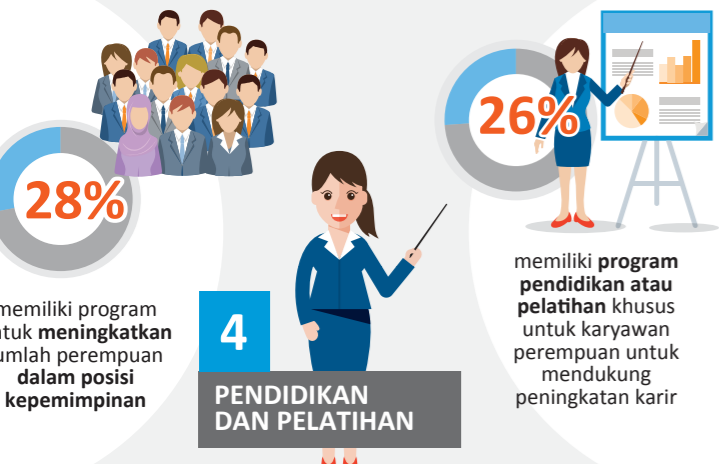 28%
memiliki program
untuk meningkatkan
jumlah perempuan
dalam posisi
kepemimpinan
4
PENDIDIKAN
DAN PELATIHAN
26%
memiliki program
pendidikan atau
pelatihan khusus
untuk karyawan
perempuan untuk
mendukung
peningkatan karir